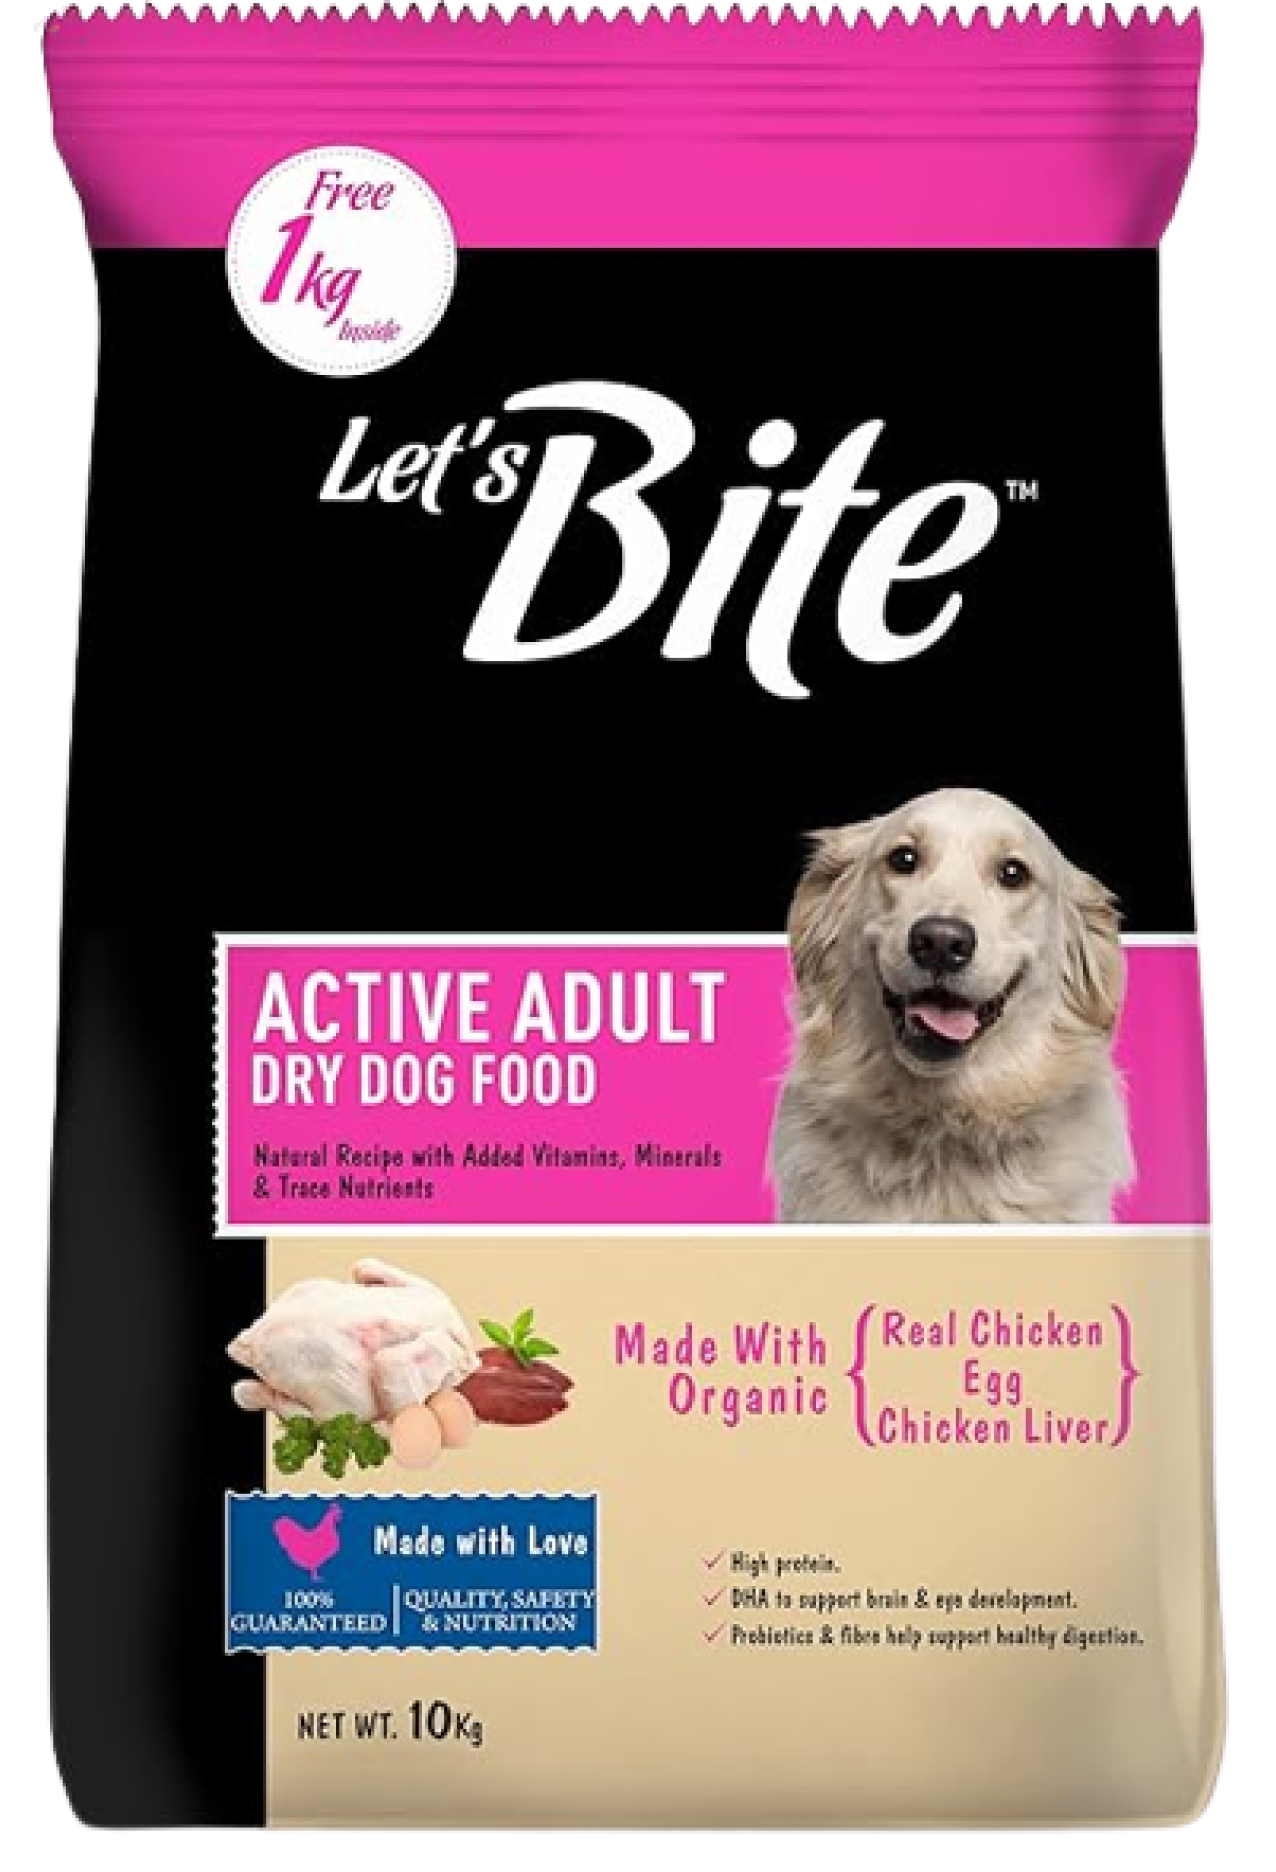 Free
1kg
Inside
Let's Bite™
ACTIVE ADULT
DRY DOG FOOD
Natural Recipe with Added Vitamins, Minerals
& Trace Nutrients
Made With
Organic
Real Chicken
Egg
Chicken Liver
Made with Love
100%
GUARANTEED
QUALITY, SAFETY
& NUTRITION
High protein.
DHA to support brain & eye development.
Probiotics & fibre help support healthy digestion.
NET WT. 10Kg